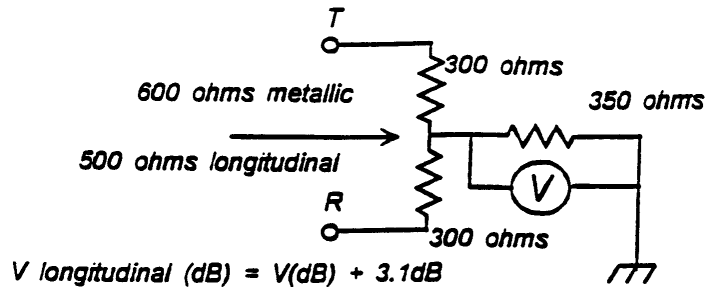 T
300 ohms
600 ohms metallic
350 ohms
500 ohms longitudinal
V
R
300 ohms
V longitudinal (dB) = V(dB) + 3.1dB